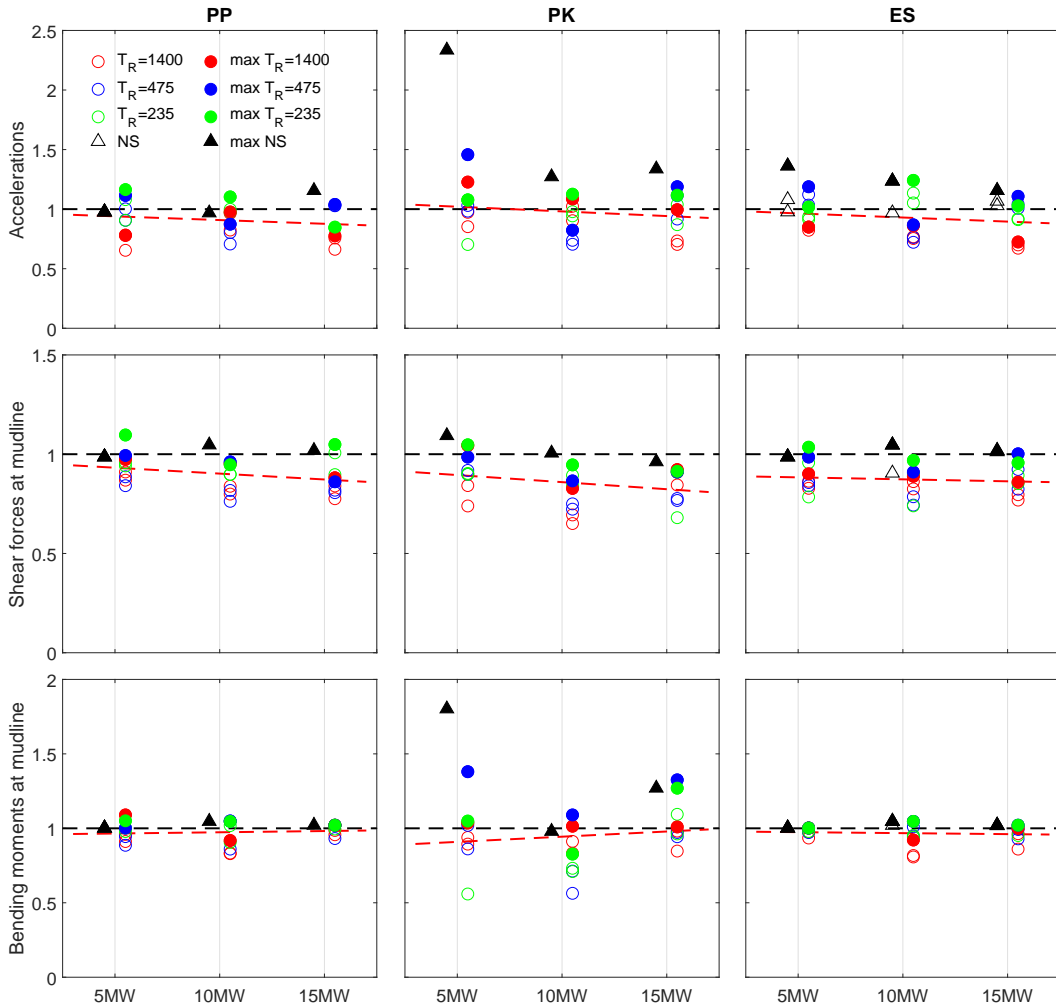 PP PK ES
2.5
2
1.5
1
0.5
0
Accelerations
T_R=1400 max T_R=1400
T_R=475 max T_R=475
T_R=235 max T_R=235
NS max NS
1.5
1
0.5
0
Shear forces at mudline
2
1.5
1
0.5
0
Bending moments at mudline
5MW 10MW 15MW 5MW 10MW 15MW 5MW 10MW 15MW